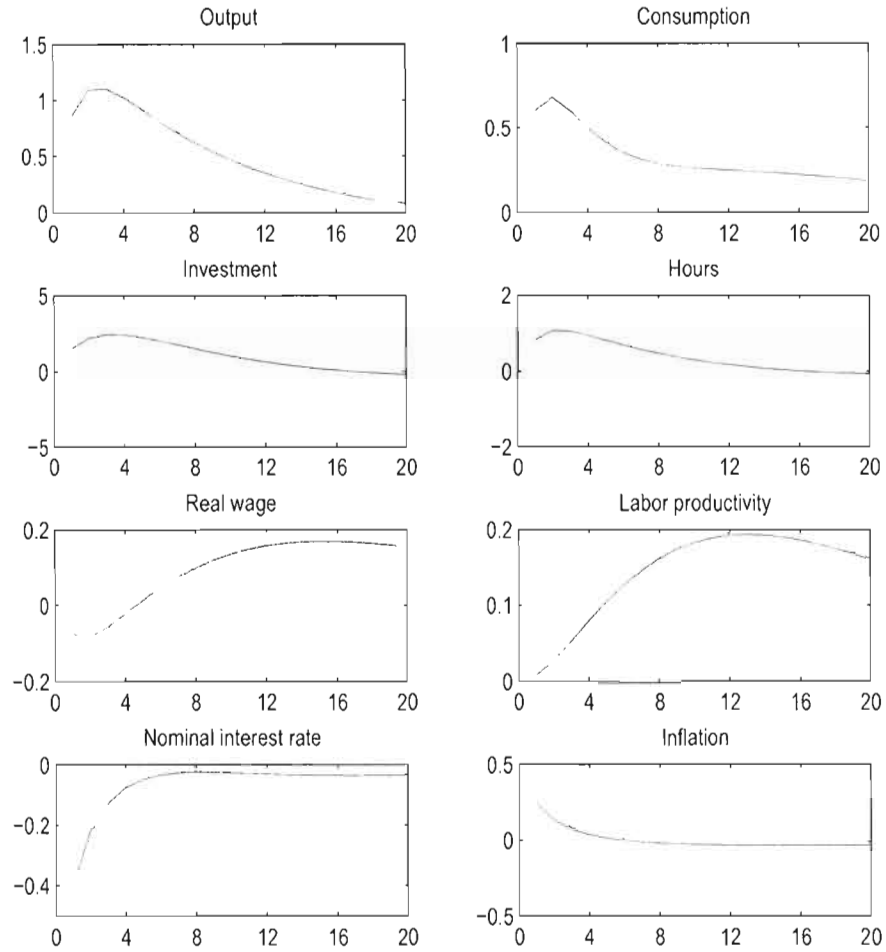 Output
1.5
1
0.5
0
0 4 8 12 16 20
Consumption
1
0.5
0
0 4 8 12 16 20
Investment
5
0
−5
0 4 8 12 16 20
Hours
2
0
−2
0 4 8 12 16 20
Real wage
0.2
0
−0.2
0 4 8 12 16 20
Labor productivity
0.2
0.1
0
0 4 8 12 16 20
Nominal interest rate
0
−0.2
−0.4
0 4 8 12 16 20
Inflation
0.5
0
−0.5
0 4 8 12 16 20